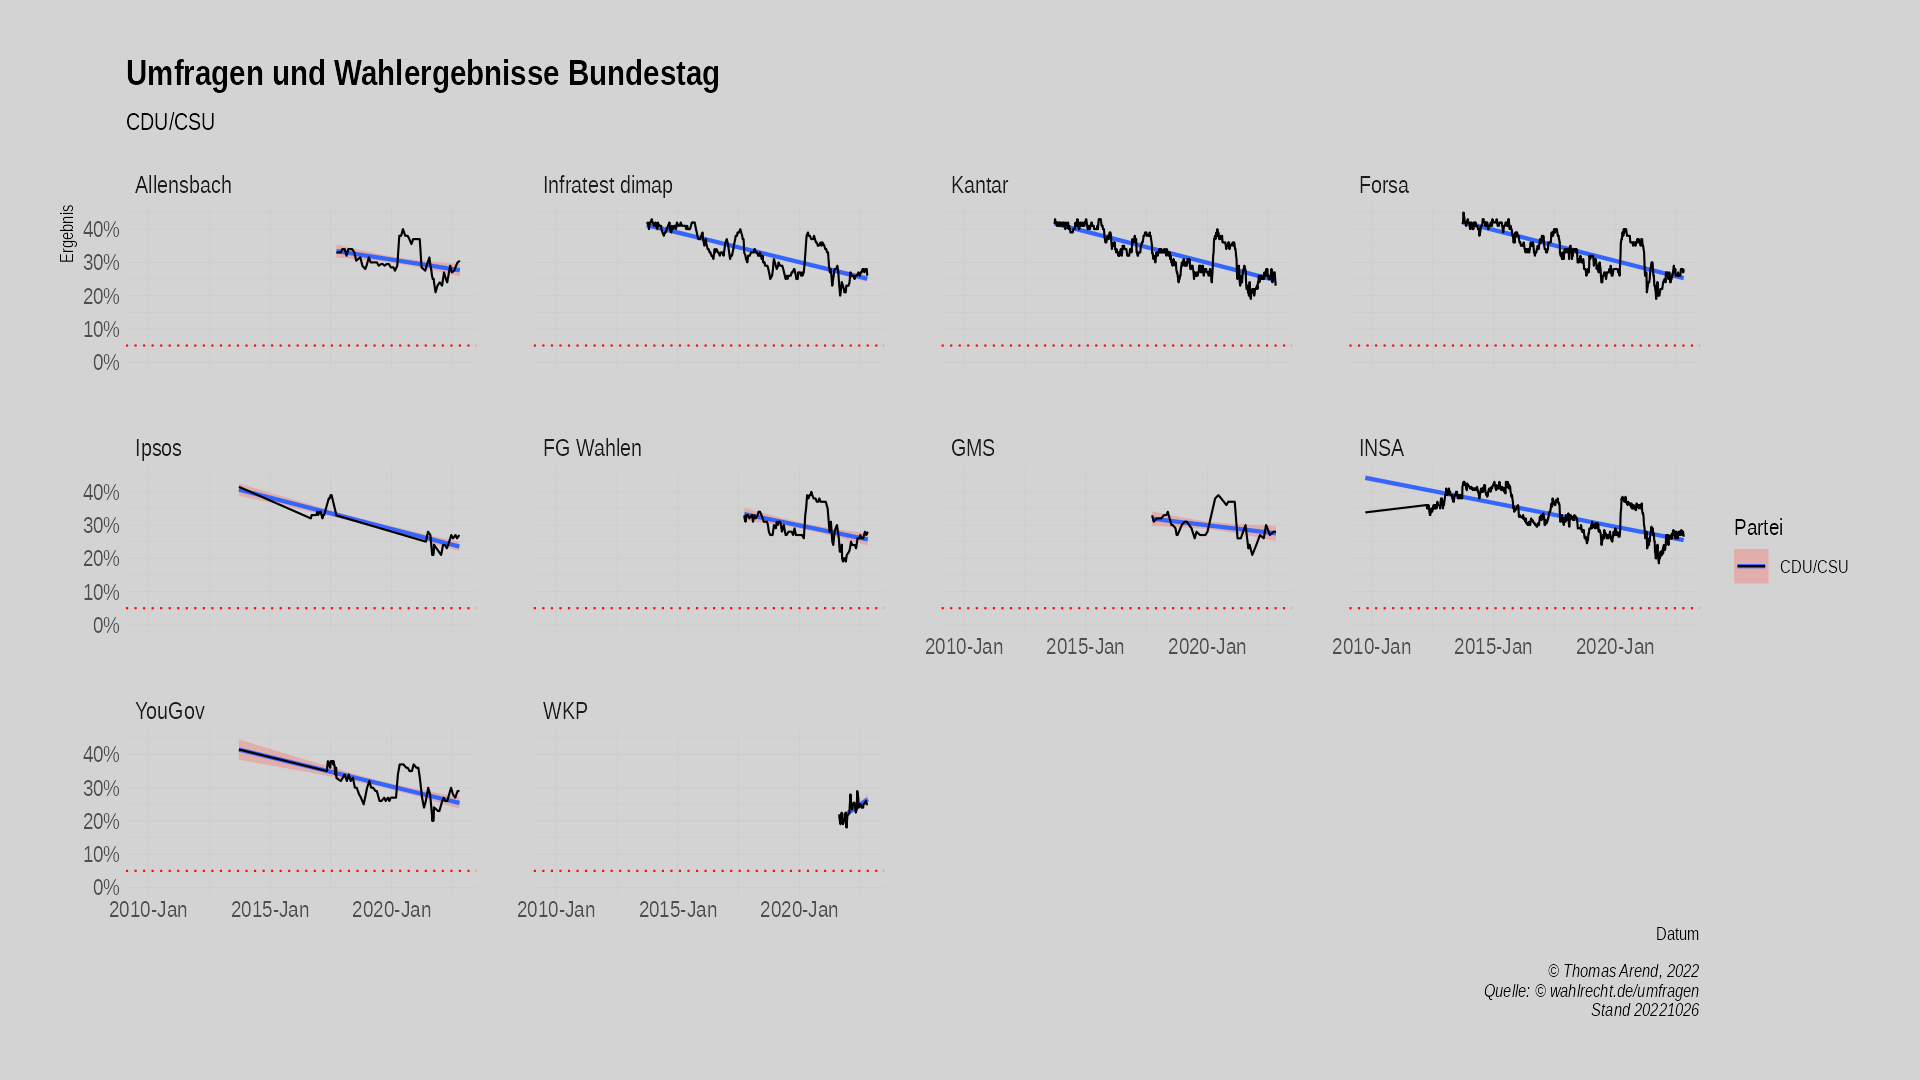 Umfragen und Wahlergebnisse Bundestag
CDU/CSU
Allensbach
Infratest dimap
Kantar
Forsa
Ergebnis
40%
30%
20%
10%
0%
Ipsos
FG Wahlen
GMS
INSA
40%
30%
20%
10%
0%
2010-Jan
2015-Jan
2020-Jan
2010-Jan
2015-Jan
2020-Jan
Partei
CDU/CSU
YouGov
WKP
40%
30%
20%
10%
0%
2010-Jan
2015-Jan
2020-Jan
2010-Jan
2015-Jan
2020-Jan
Datum
© Thomas Arend, 2022
Quelle: © wahlrecht.de/umfragen
Stand 20221026